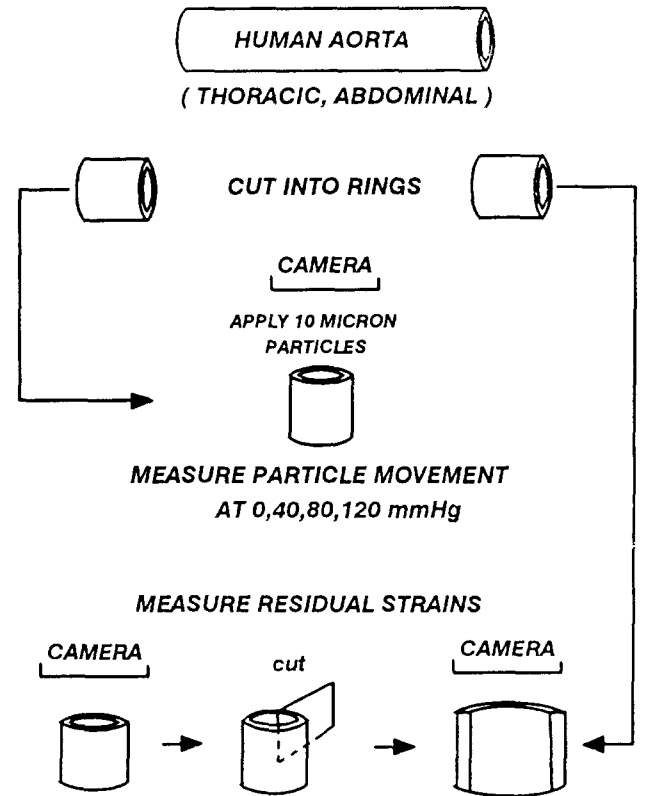 HUMAN AORTA
( THORACIC, ABDOMINAL )
CUT INTO RINGS
CAMERA
APPLY 10 MICRON
PARTICLES
MEASURE PARTICLE MOVEMENT
AT 0,40,80,120 mmHg
MEASURE RESIDUAL STRAINS
CAMERA
cut
CAMERA